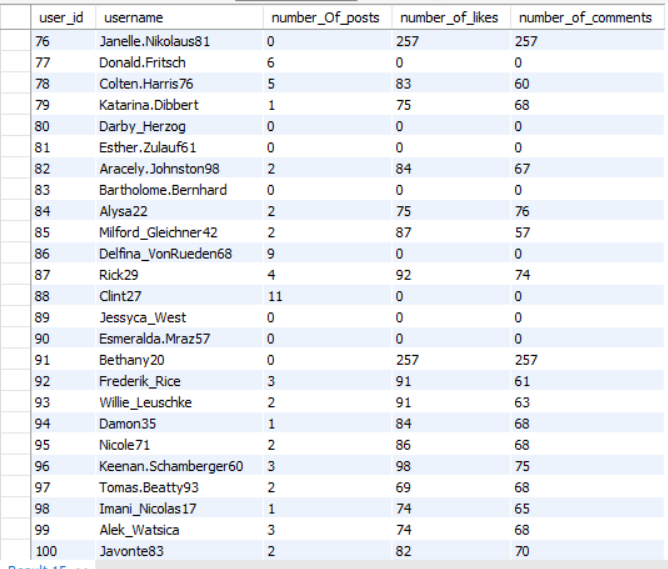 user_id username number_Of_posts number_of_likes number_of_comments
76 Janelle.Nikolaus81 0 257 257
77 Donald.Fritsch 6 0 0
78 Colten.Harris76 5 83 60
79 Katarina.Dibbert 1 75 68
80 Darby_Herzog 0 0 0
81 Esther.Zulauf61 0 0 0
82 Aracely.Johnston98 2 84 67
83 Bartholome.Bernhard 0 0 0
84 Alysa22 2 75 76
85 Milford_Gleichner42 2 87 57
86 Delfina_VonRueden68 9 0 0
87 Rick29 4 92 74
88 Clint27 11 0 0
89 Jessyca_West 0 0 0
90 Esmeralda.Mraz57 0 0 0
91 Bethany20 0 257 257
92 Frederik_Rice 3 91 61
93 Willie_Leuschke 2 91 63
94 Damon35 1 84 68
95 Nicole71 2 86 68
96 Keenan.Schamberger60 3 98 75
97 Tomas.Beatty93 2 69 68
98 Imani_Nicolas17 1 74 65
99 Alek_Watsica 3 74 68
100 Javonte83 2 82 70